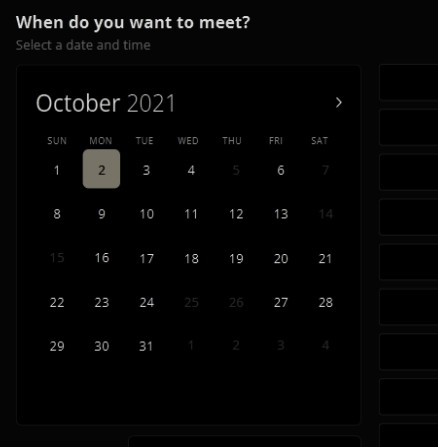 When do you want to meet?
Select a date and time
October 2021
SUN MON TUE WED THU FRI SAT
1 2 3 4 5 6 7
8 9 10 11 12 13 14
15 16 17 18 19 20 21
22 23 24 25 26 27 28
29 30 31 1 2 3 4